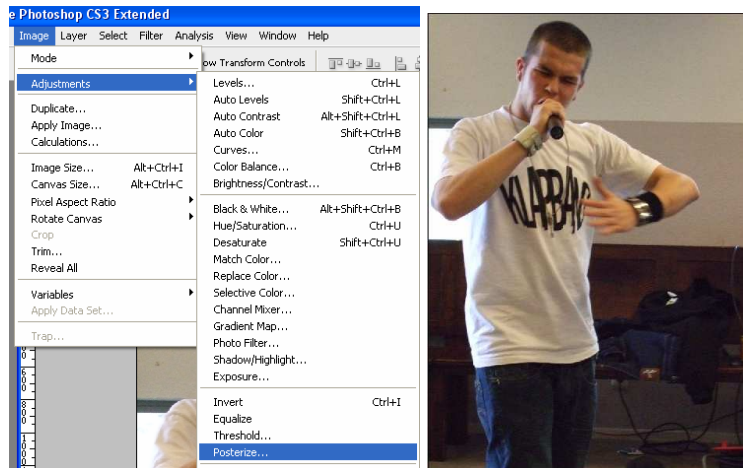 e Photoshop CS3 Extended
Image Layer Select Filter Analysis View Window Help
ow Transform Controls
Mode
Adjustments
Duplicate...
Apply Image...
Calculations...
Image Size... Alt+Ctrl+I
Canvas Size... Alt+Ctrl+C
Pixel Aspect Ratio
Rotate Canvas
Crop
Trim...
Reveal All
Variables
Apply Data Set...
Trap...
Levels... Ctrl+L
Auto Levels Shift+Ctrl+L
Auto Contrast Alt+Shift+Ctrl+L
Auto Color Shift+Ctrl+B
Curves... Ctrl+M
Color Balance... Ctrl+B
Brightness/Contrast...
Black & White... Alt+Shift+Ctrl+B
Hue/Saturation... Ctrl+U
Desaturate Shift+Ctrl+U
Match Color...
Replace Color...
Selective Color...
Channel Mixer...
Gradient Map...
Photo Filter...
Shadow/Highlight...
Exposure...
Invert Ctrl+I
Equalize
Threshold...
Posterize...